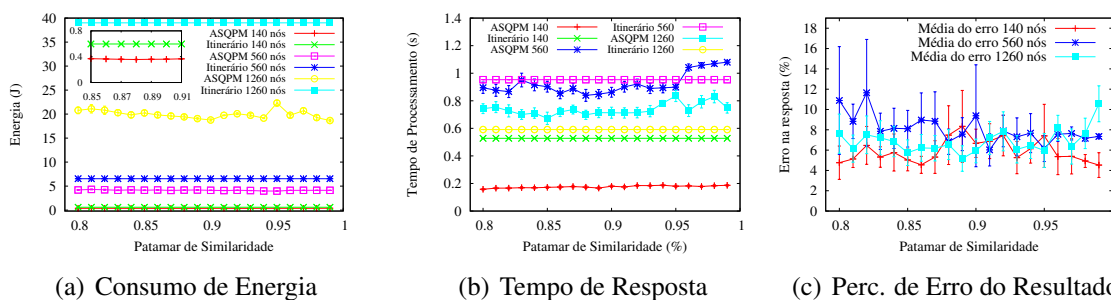 ASQPM 140 nós
Itinerário 140 nós
ASQPM 560 nós
Itinerário 560 nós
ASQPM 1260 nós
Itinerário 1260 nós
Energia (J)
40
35
30
25
20
15
10
5
0
0.8
0.4
0
0.85
0.87
0.89
0.91
0.8
0.85
0.9
0.95
1
Patamar de Similaridade
(a) Consumo de Energia
ASQPM 140
Itinerário 140
ASQPM 560
Itinerário 560
ASQPM 1260
Itinerário 1260
Tempo de Processamento (s)
1.4
1.2
1
0.8
0.6
0.4
0.2
0
0.8
0.85
0.9
0.95
1
Patamar de Similaridade (%)
(b) Tempo de Resposta
Média do erro 140 nós
Média do erro 560 nós
Média do erro 1260 nós
Erro na resposta (%)
18
16
14
12
10
8
6
4
2
0
0.8
0.85
0.9
0.95
Patamar de Similaridade
(c) Perc. de Erro do Resultado